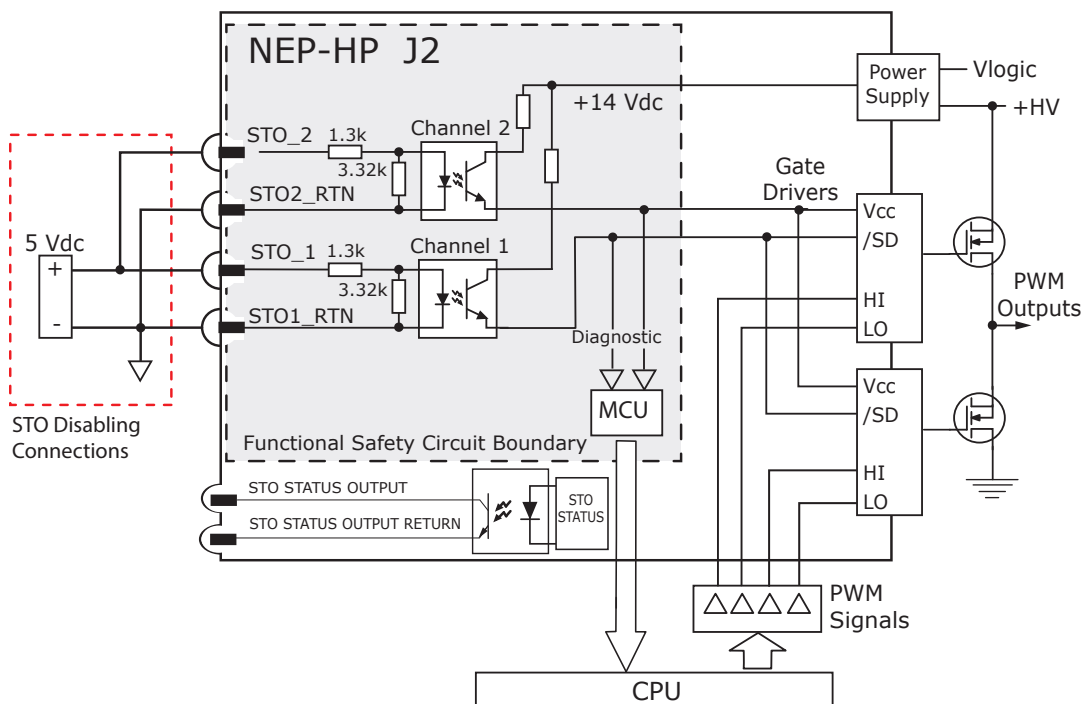 NEP-HP J2
Power
Supply
Vlogic
+HV
+14 Vdc
STO_2
1.3k
Channel 2
3.32k
STO2_RTN
Gate
Drivers
Vcc
/SD
HI
LO
5 Vdc
+
-
STO_1
1.3k
Channel 1
3.32k
STO1_RTN
PWM
Outputs
Diagnostic
MCU
Vcc
/SD
HI
LO
STO Disabling
Connections
Functional Safety Circuit Boundary
STO STATUS OUTPUT
STO STATUS OUTPUT RETURN
STO
STATUS
PWM
Signals
CPU